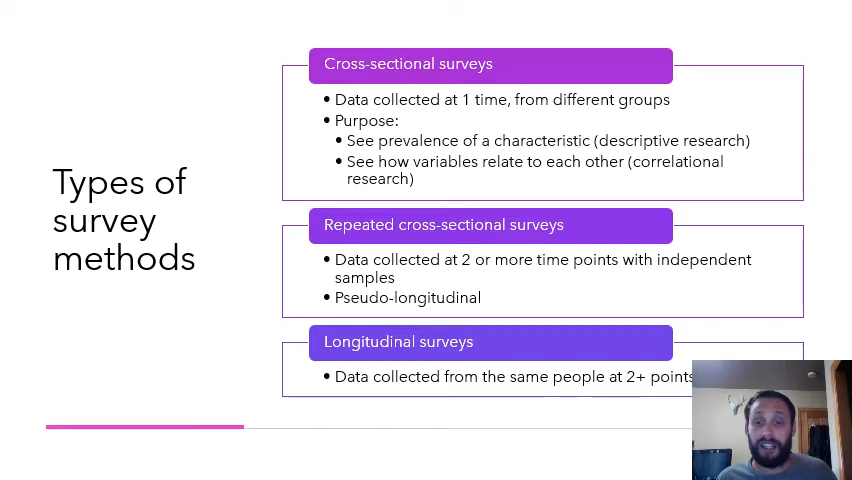 Types of
survey
methods
Cross-sectional surveys
• Data collected at 1 time, from different groups
• Purpose:
• See prevalence of a characteristic (descriptive research)
• See how variables relate to each other (correlational
research)
Repeated cross-sectional surveys
• Data collected at 2 or more time points with independent
samples
• Pseudo-longitudinal
Longitudinal surveys
• Data collected from the same people at 2+ points